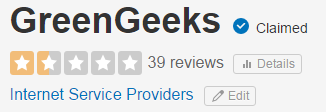 GreenGeeks Claimed
39 reviews Details
Internet Service Providers Edit